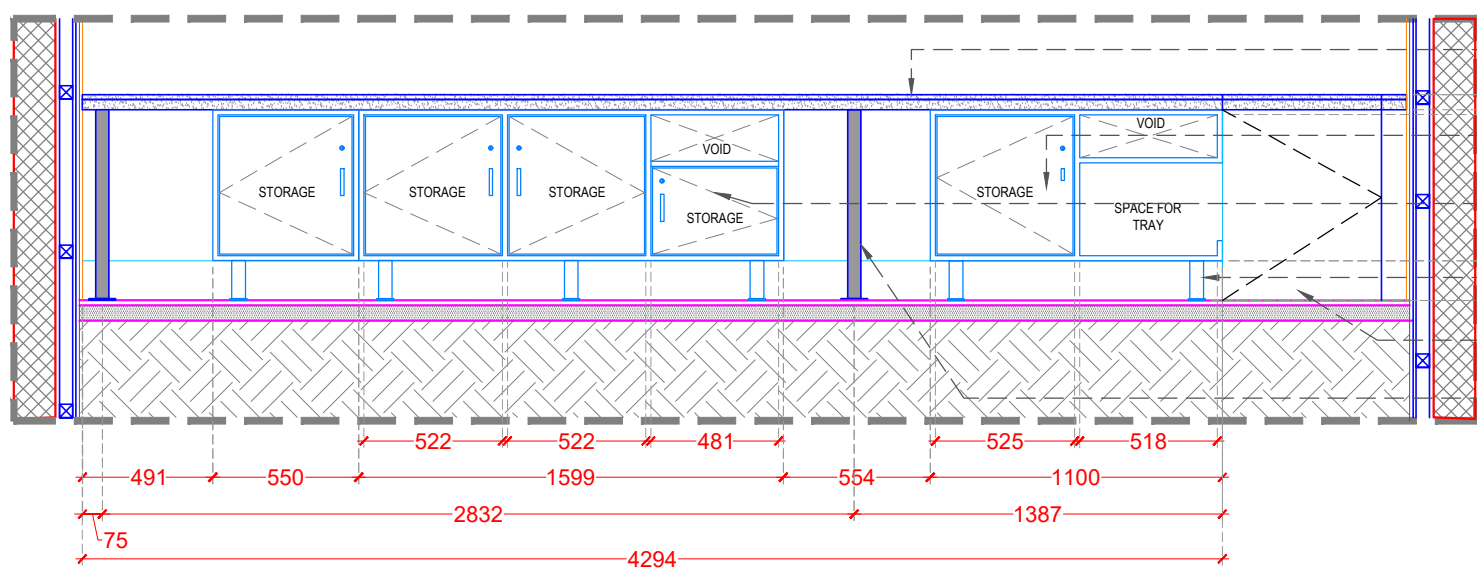 VOID
VOID
STORAGE
STORAGE
STORAGE
STORAGE
STORAGE
SPACE FOR
TRAY
522
522
481
525
518
491
550
1599
554
1100
2832
1387
75
4294